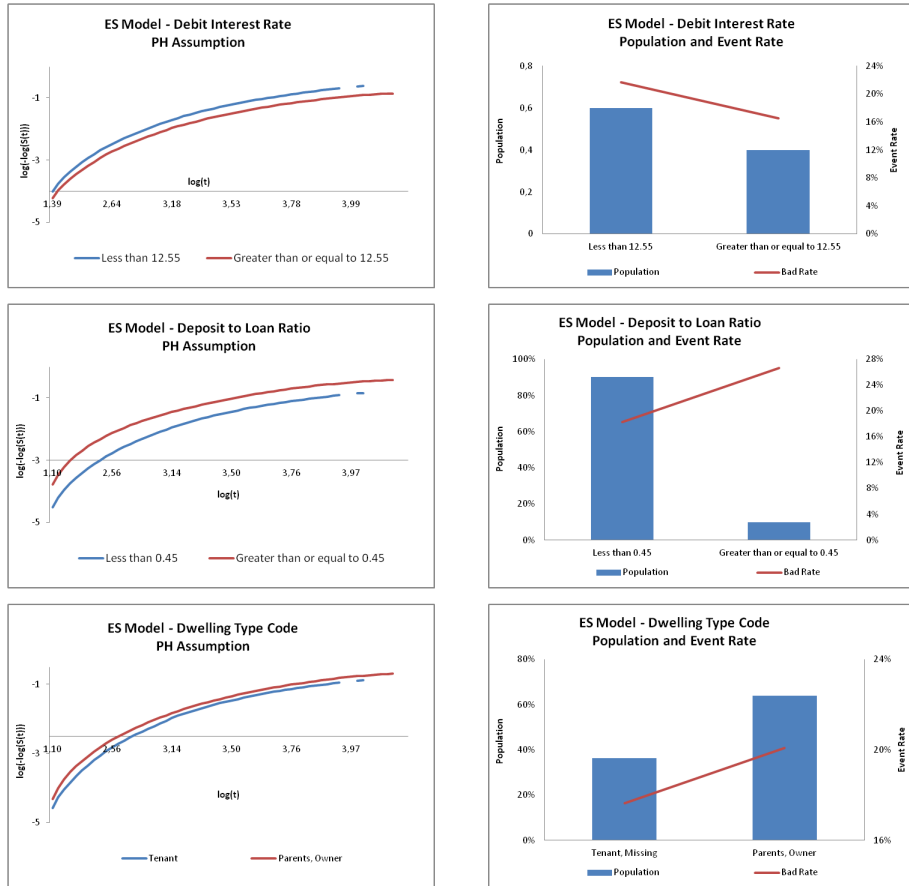 ES Model - Debit Interest Rate
PH Assumption
log{-log{S(t)}}
-1
-3
-5
log(t)
1,39
2,64
3,18
3,53
3,78
3,99
Less than 12.55
Greater than or equal to 12.55
ES Model - Debit Interest Rate
Population and Event Rate
Population
0,8
0,6
0,4
0,2
0
24%
20%
16%
12%
8%
4%
0%
Event Rate
Less than 12.55
Greater than or equal to 12.55
Population
Bad Rate
ES Model - Deposit to Loan Ratio
PH Assumption
log{-log{S(t)}}
-1
-3
-5
1,10
2,56
3,14
3,50
3,76
3,97
log(t)
Less than 0.45
Greater than or equal to 0.45
ES Model - Deposit to Loan Ratio
Population and Event Rate
Population
100%
80%
60%
40%
20%
0%
28%
24%
20%
16%
12%
8%
4%
0%
Event Rate
Less than 0.45
Greater than or equal to 0.45
Population
Bad Rate
ES Model - Dwelling Type Code
PH Assumption
log{-log{S(t)}}
-1
-3
-5
1,10
2,56
3,14
3,50
3,76
3,97
log(t)
Tenant
Parents, Owner
ES Model - Dwelling Type Code
Population and Event Rate
Population
80%
60%
40%
20%
0%
24%
20%
16%
Event Rate
Tenant, Missing
Parents, Owner
Population
Bad Rate